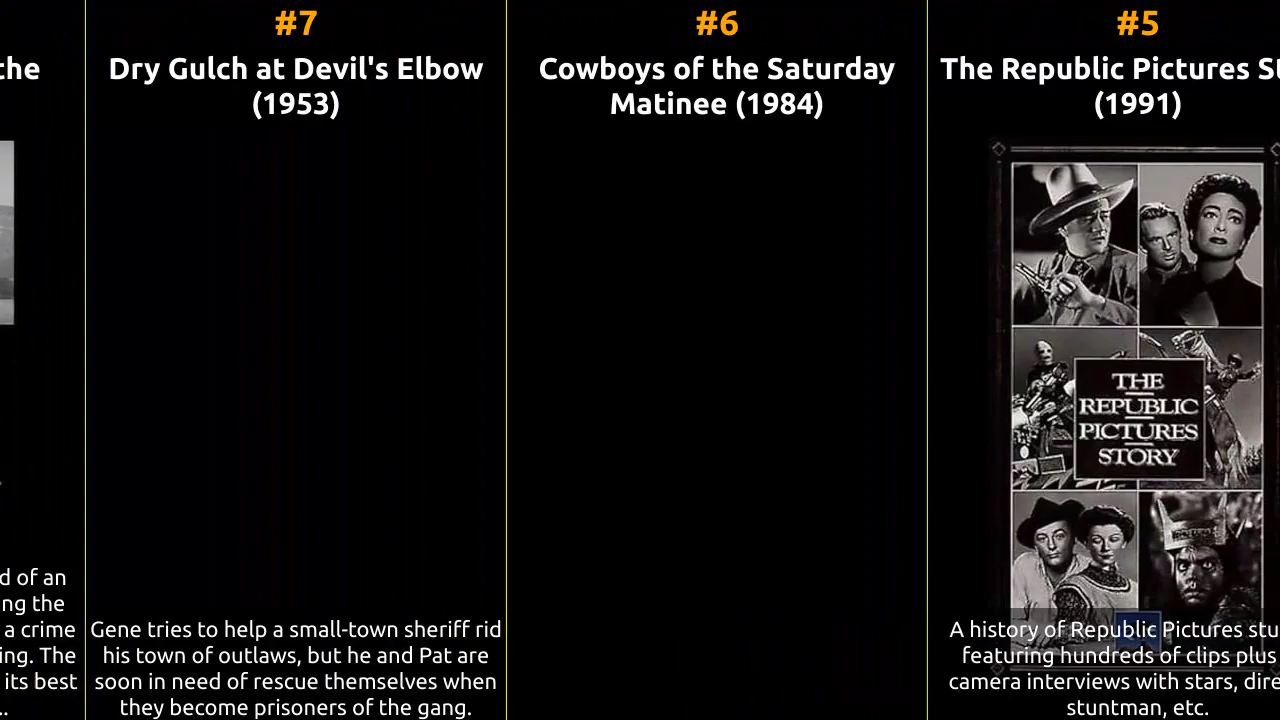 the
d of an
ng the
a crime
ing. The
its best
..
#7
Dry Gulch at Devil's Elbow
(1953)
Gene tries to help a small-town sheriff rid
his town of outlaws, but he and Pat are
soon in need of rescue themselves when
they become prisoners of the gang.
#6
Cowboys of the Saturday
Matinee (1984)
#5
The Republic Pictures St
(1991)
THE
REPUBLIC
PICTURES
STORY
A history of Republic Pictures stu
featuring hundreds of clips plus
camera interviews with stars, dire
stuntman, etc.